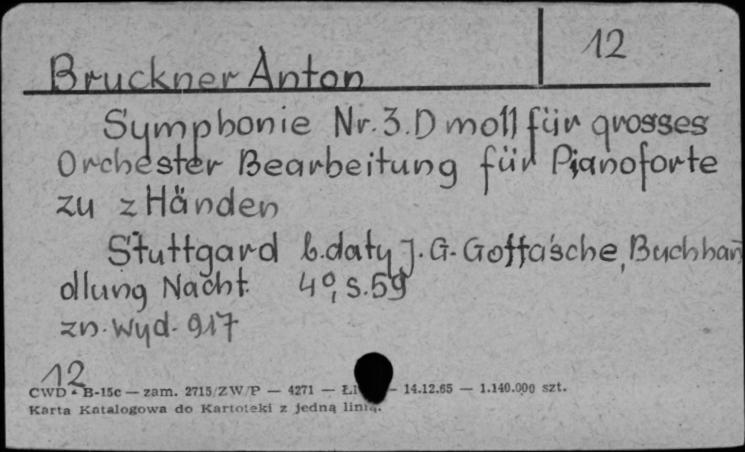 12
Bruckner Anton
Symphonie Nr. 3. D moll für grosses
Orchester Bearbeitung für Pianoforte
zu z Händen
Stuttgard b. daty J. G. Gotta'sche, Buchhan
dlung Nacht. 4°, S. 59
zn. wyd. 917
12
CWD - B-15c — zam. 2715/ZW/P — 4271 — — 14.12.65 — 1.140.000 szt.
Karta Katalogowa do Kartoteki z jedną linią.